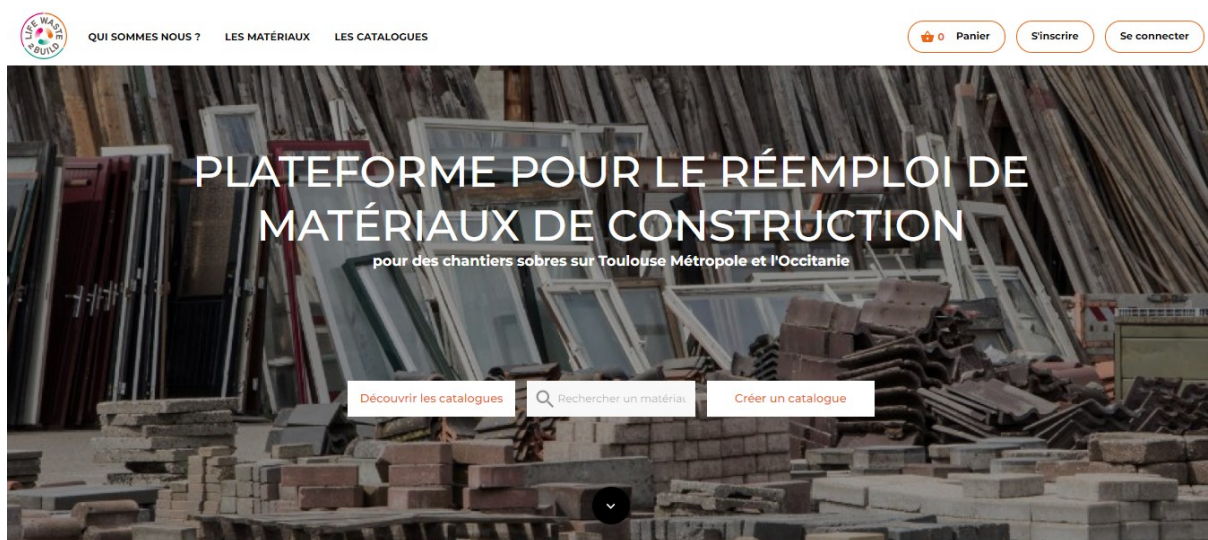 LIFE WASTE
2 BUILD
QUI SOMMES NOUS ?
LES MATÉRIAUX
LES CATALOGUES
0 Panier
S'inscrire
Se connecter
PLATEFORME POUR LE RÉEMPLOI DE
MATÉRIAUX DE CONSTRUCTION
pour des chantiers sobres sur Toulouse Métropole et l'Occitanie
Découvrir les catalogues
Rechercher un matériau
Créer un catalogue